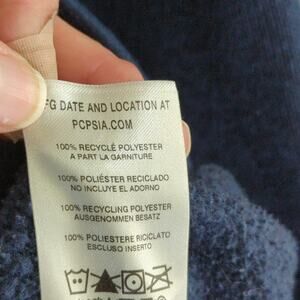 FG DATE AND LOCATION AT
PCPSIA.COM
100% RECYCLÉ POLYESTER
A PART LA GARNITURE
100% POLIÉSTER RECICLADO
NO INCLUYE EL ADORNO
100% RECYCLING POLYESTER
AUSGENOMMEN BESATZ
100% POLIESTERE RICICLATO
ESCLUSO INSERTO